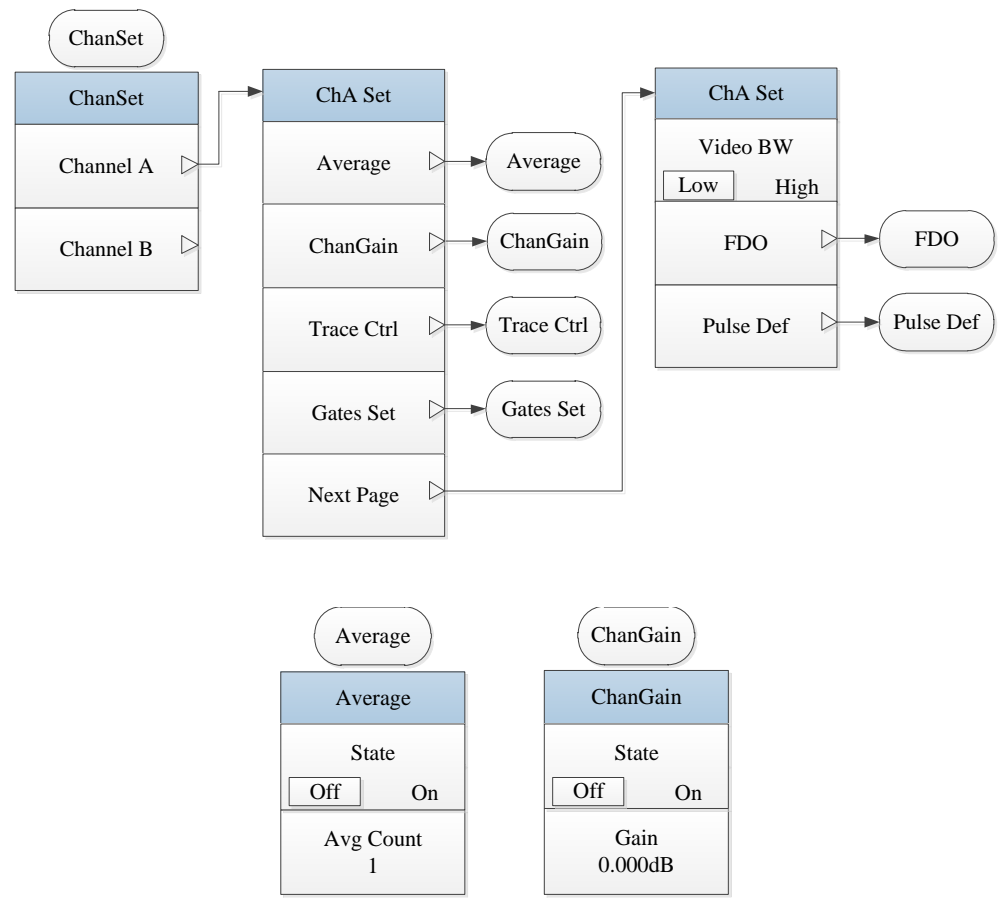 ChanSet
ChanSet
Channel A
Channel B
ChA Set
Average
ChanGain
Trace Ctrl
Gates Set
Next Page
Average
ChanGain
Trace Ctrl
Gates Set
ChA Set
Video BW
Low High
FDO
Pulse Def
FDO
Pulse Def
Average
Average
State
Off On
Avg Count
1
ChanGain
ChanGain
State
Off On
Gain
0.000dB